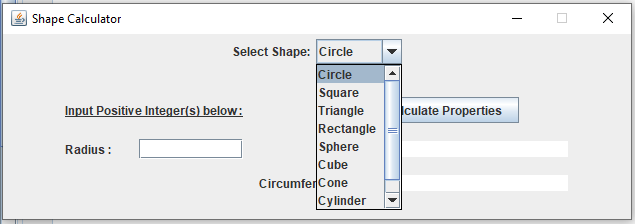 Shape Calculator
Select Shape: Circle
Circle
Square
Triangle
Rectangle
Sphere
Cube
Cone
Cylinder
Input Positive Integer(s) below:
lculate Properties
Radius :
Circumfer